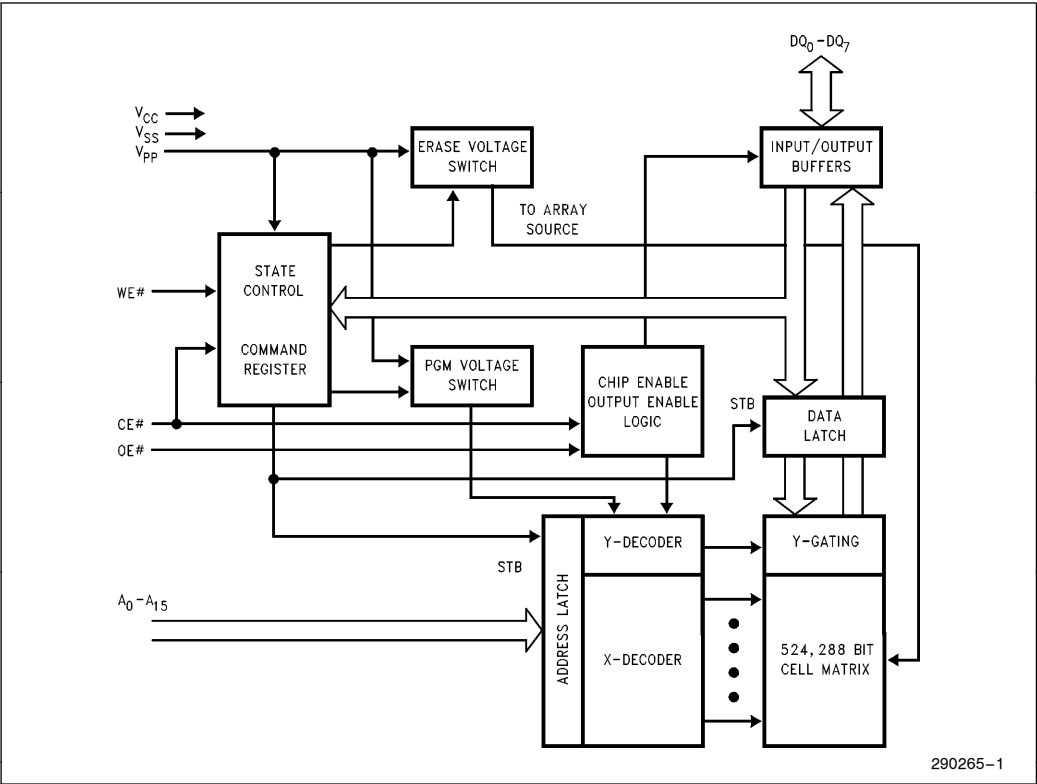 DQ0–DQ7
VCC
VSS
VPP
ERASE VOLTAGE
SWITCH
INPUT/OUTPUT
BUFFERS
TO ARRAY
SOURCE
STATE
CONTROL
COMMAND
REGISTER
WE#
PGM VOLTAGE
SWITCH
CHIP ENABLE
OUTPUT ENABLE
LOGIC
STB
DATA
LATCH
CE#
OE#
STB
ADDRESS LATCH
Y-DECODER
Y-GATING
A0–A15
X-DECODER
524,288 BIT
CELL MATRIX
290265–1